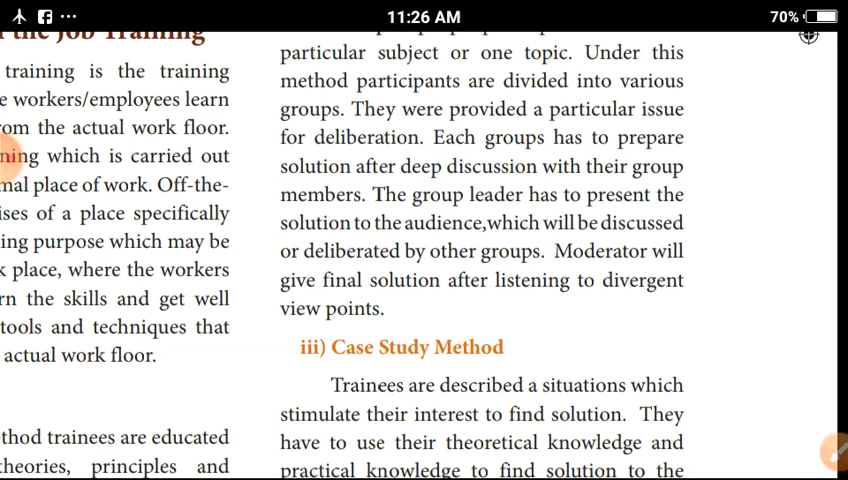 11:26 AM
70%
the Job Training
training is the training
e workers/employees learn
om the actual work floor.
ning which is carried out
mal place of work. Off-the-
ises of a place specifically
ing purpose which may be
place, where the workers
rn the skills and get well
tools and techniques that
actual work floor.
thod trainees are educated
theories, principles and
particular subject or one topic. Under this
method participants are divided into various
groups. They were provided a particular issue
for deliberation. Each groups has to prepare
solution after deep discussion with their group
members. The group leader has to present the
solution to the audience,which will be discussed
or deliberated by other groups. Moderator will
give final solution after listening to divergent
view points.
iii) Case Study Method
Trainees are described a situations which
stimulate their interest to find solution. They
have to use their theoretical knowledge and
practical knowledge to find solution to the